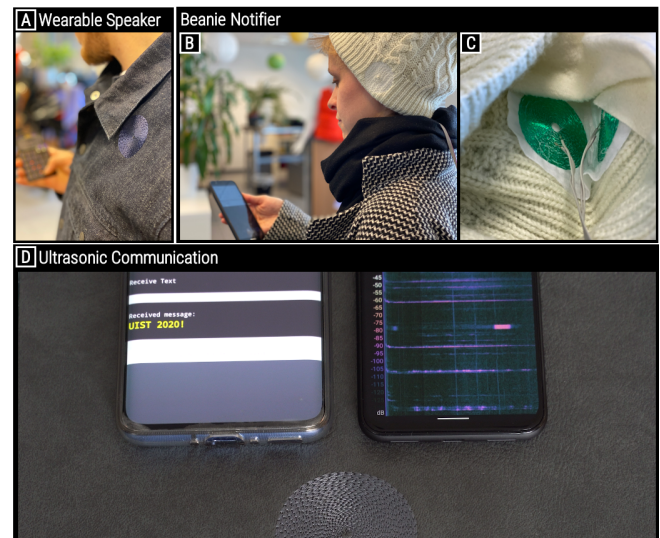 A Wearable Speaker
Beanie Notifier
B
C
D Ultrasonic Communication
Receive Text
Received message:
UIST 2020!
-45
-50
-55
-60
-65
-70
-75
-80
-85
-90
-95
-100
-105
-110
dB